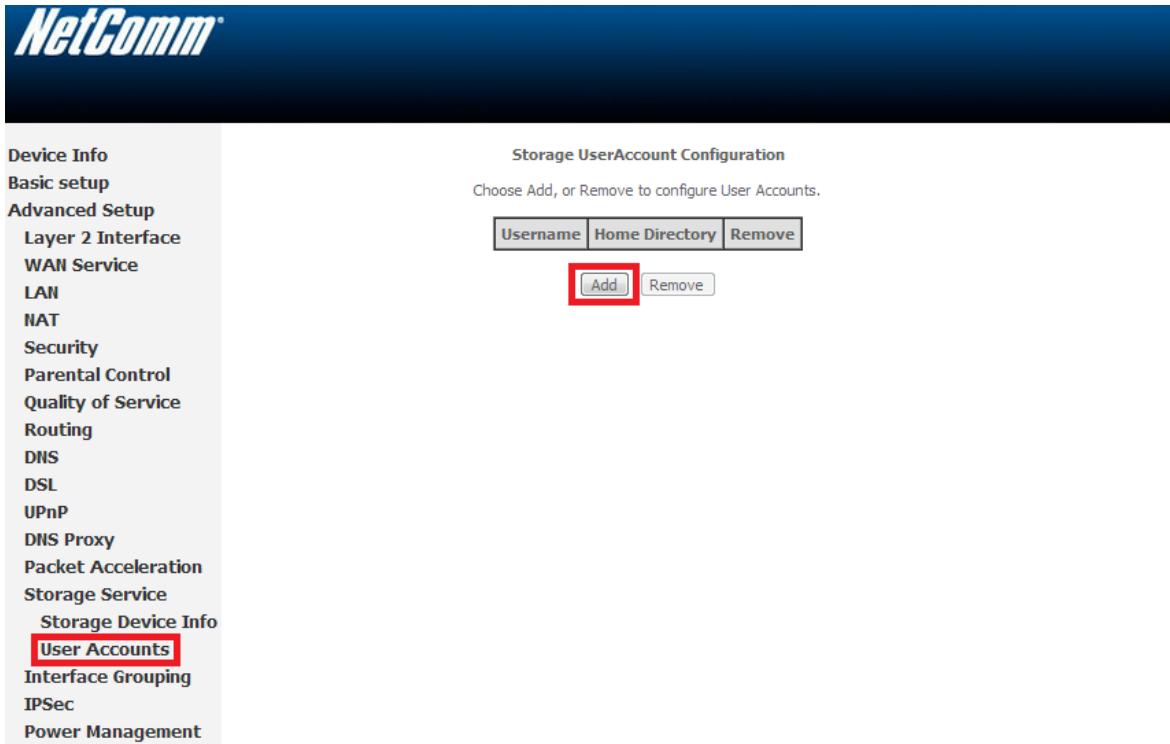 NetComm
Device Info
Basic setup
Advanced Setup
Layer 2 Interface
WAN Service
LAN
NAT
Security
Parental Control
Quality of Service
Routing
DNS
DSL
UPnP
DNS Proxy
Packet Acceleration
Storage Service
Storage Device Info
User Accounts
Interface Grouping
IPSec
Power Management
Storage UserAccount Configuration
Choose Add, or Remove to configure User Accounts.
Username Home Directory Remove
Add Remove